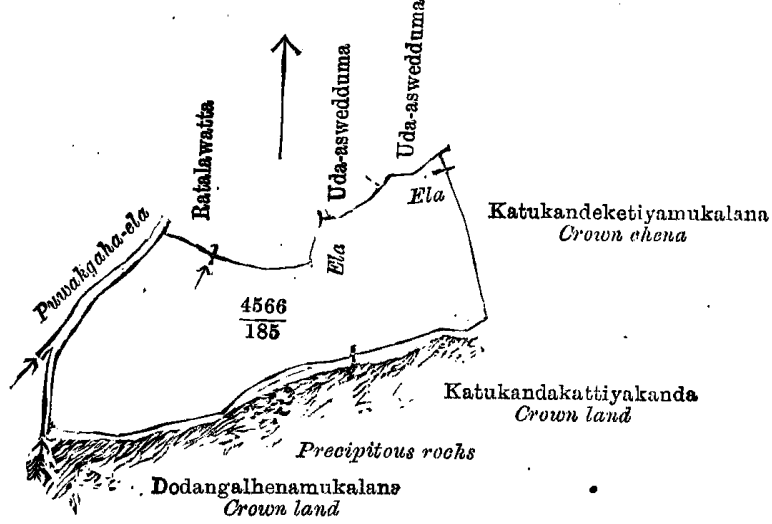 Uda-aswedduma
Uda-aswedduma
Ratalawatta
Puwakgaha-ela
Ela
Ela
Katukandeketiyamukalana
Crown chena
4566
185
Katukandakattiyakanda
Crown land
Precipitous rocks
Dodangalhenamukalana
Crown land